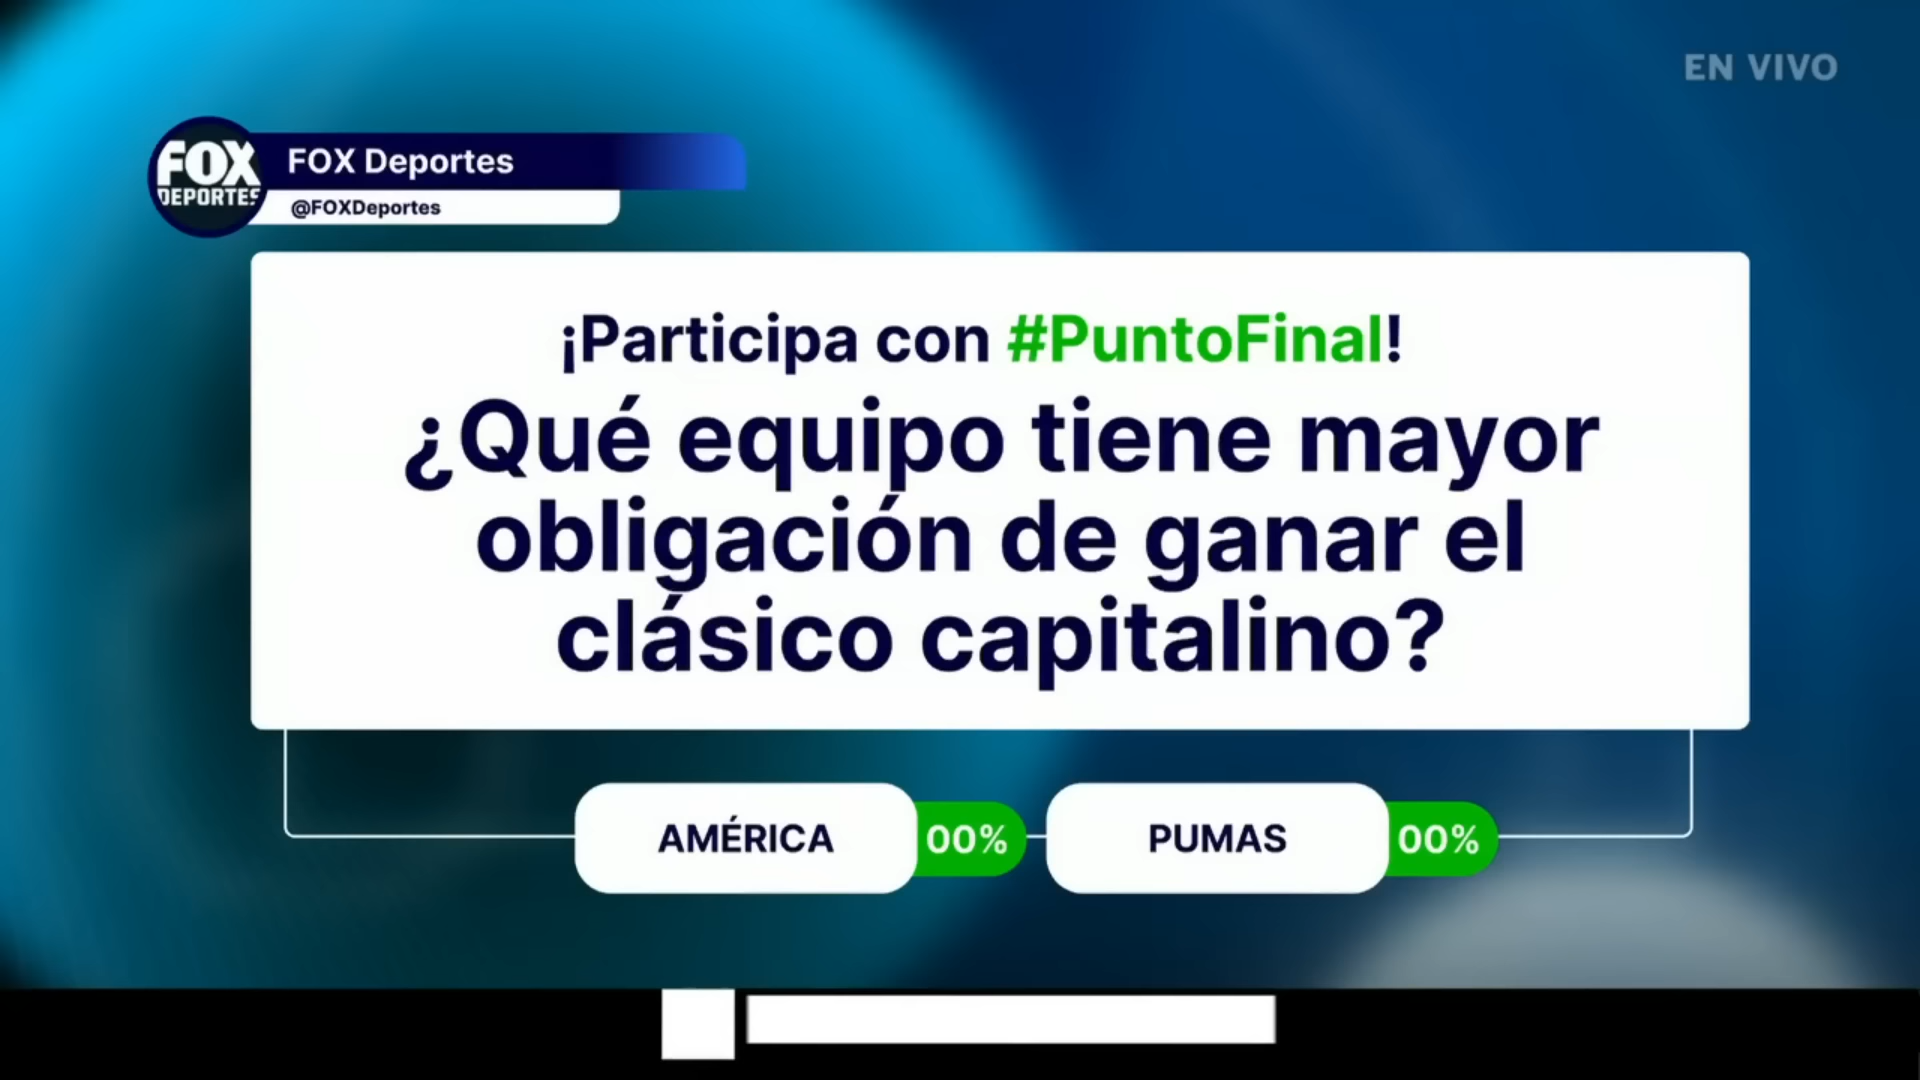 EN VIVO
FOX
DEPORTES
FOX Deportes
@FOXDeportes
¡Participa con #PuntoFinal!
¿Qué equipo tiene mayor
obligación de ganar el
clásico capitalino?
AMÉRICA 00% PUMAS 00%